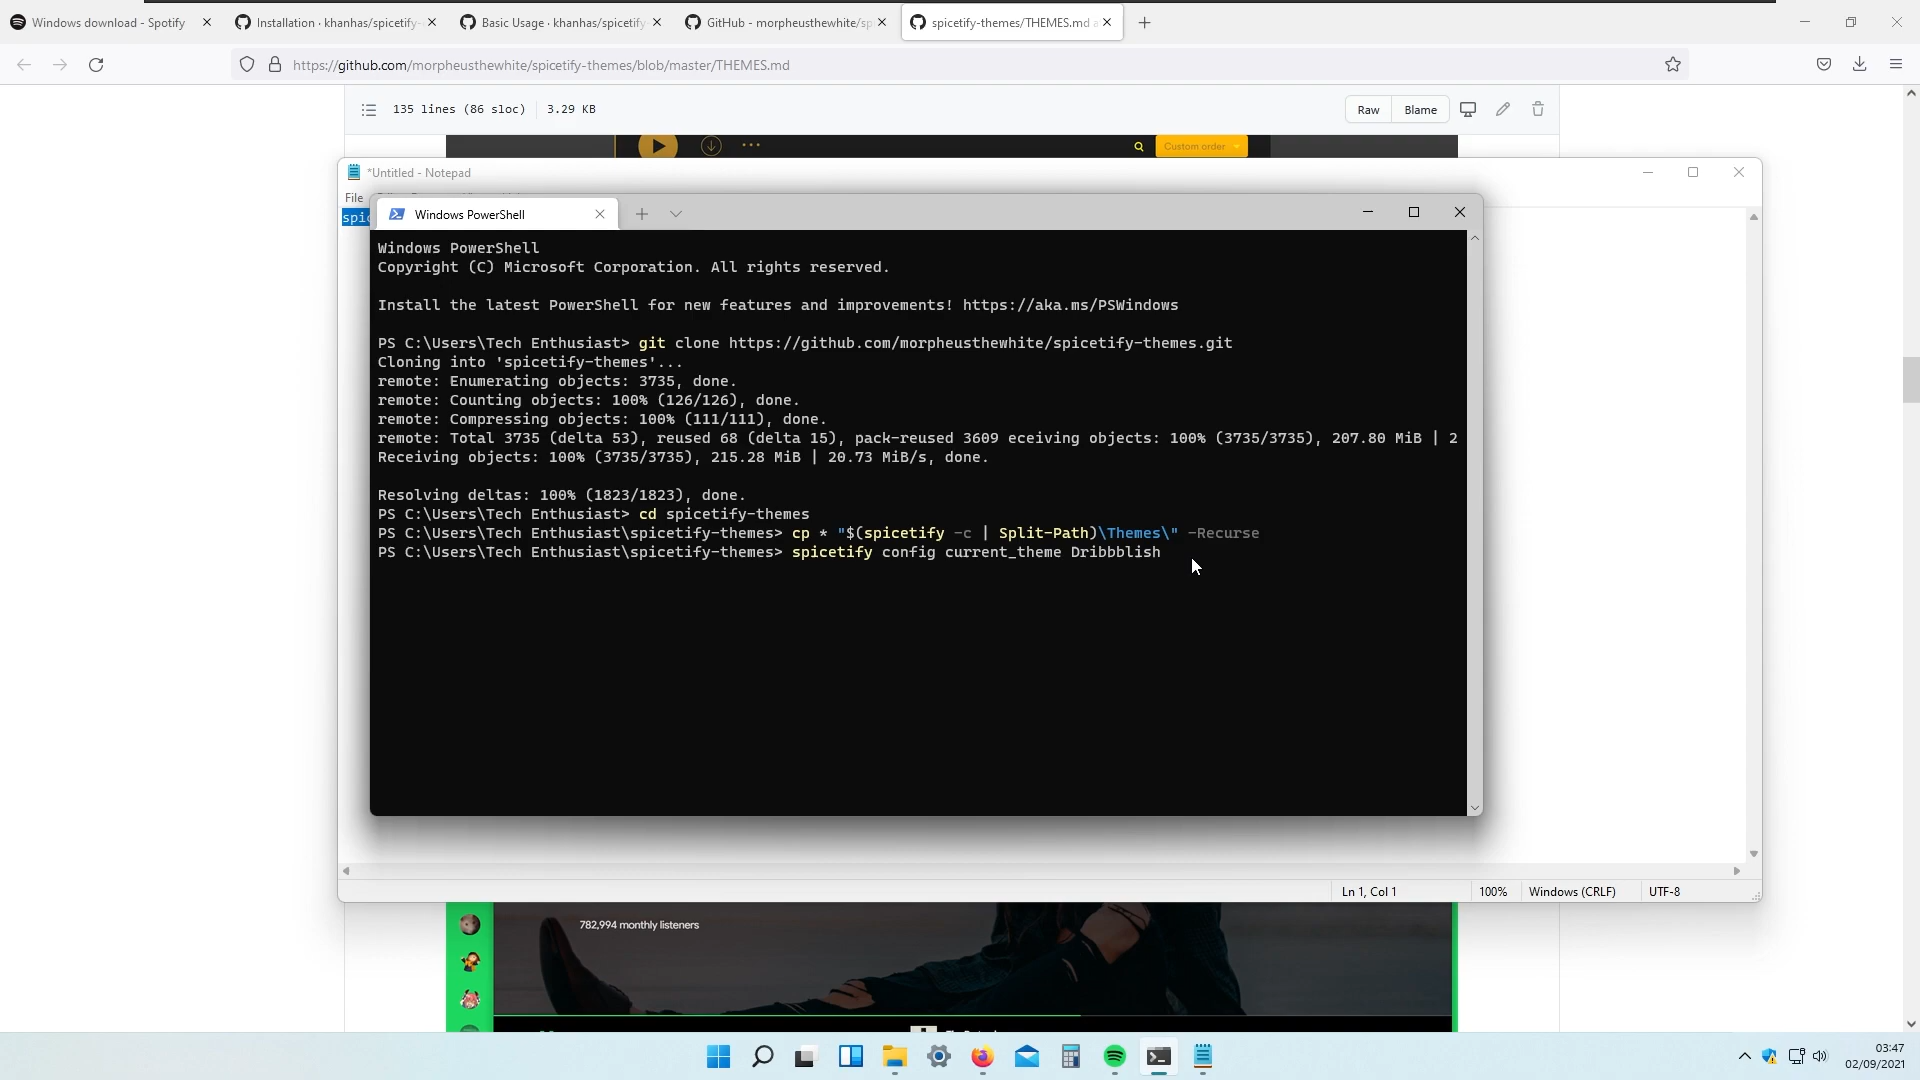 Windows download - Spotify
Installation · khanhas/spicetify-
Basic Usage · khanhas/spicetify
GitHub - morpheusthewhite/sp
spicetify-themes/THEMES.md a
https://github.com/morpheusthewhite/spicetify-themes/blob/master/THEMES.md
135 lines (86 sloc) 3.29 KB
Raw Blame
Custom order
*Untitled - Notepad
File
spic
Windows PowerShell
Windows PowerShell
Copyright (C) Microsoft Corporation. All rights reserved.
Install the latest PowerShell for new features and improvements! https://aka.ms/PSWindows
PS C:\Users\Tech Enthusiast> git clone https://github.com/morpheusthewhite/spicetify-themes.git
Cloning into 'spicetify-themes'...
remote: Enumerating objects: 3735, done.
remote: Counting objects: 100% (126/126), done.
remote: Compressing objects: 100% (111/111), done.
remote: Total 3735 (delta 53), reused 68 (delta 15), pack-reused 3609 eceiving objects: 100% (3735/3735), 207.80 MiB | 2
Receiving objects: 100% (3735/3735), 215.28 MiB | 20.73 MiB/s, done.
Resolving deltas: 100% (1823/1823), done.
PS C:\Users\Tech Enthusiast> cd spicetify-themes
PS C:\Users\Tech Enthusiast\spicetify-themes> cp * "$(spicetify -c | Split-Path)\Themes\" -Recurse
PS C:\Users\Tech Enthusiast\spicetify-themes> spicetify config current_theme Dribbblish
Ln 1, Col 1 100% Windows (CRLF) UTF-8
782,994 monthly listeners
03:47
02/09/2021